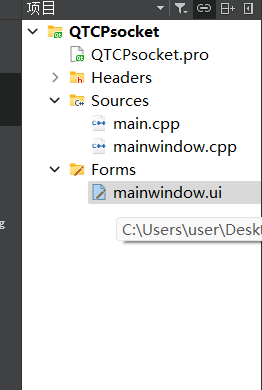 项目
QTCPsocket
QTCPsocket.pro
Headers
Sources
main.cpp
mainwindow.cpp
Forms
mainwindow.ui
C:\Users\user\Deskt
g